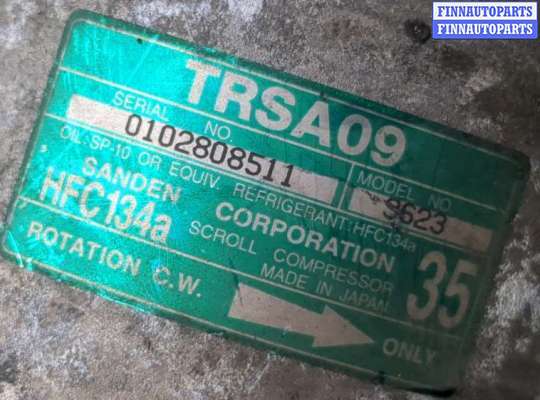 FINNAUTOPARTS
FINNAUTOPARTS
TRSA09
SERIAL NO. MODEL NO.
0102808511 3623
OIL:SP-10 OR EQUIV. REFRIGERANT:HFC134a
SANDEN CORPORATION
HFC134a SCROLL COMPRESSOR 35
MADE IN JAPAN
ROTATION C.W. ONLY